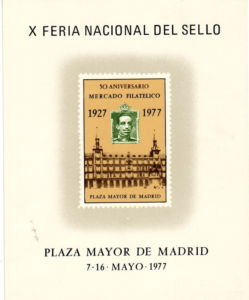 X FERIA NACIONAL DEL SELLO
50 ANIVERSARIO
MERCADO FILATELICO
1927 1977
PLAZA MAYOR DE MADRID
PLAZA MAYOR DE MADRID
7-16 - MAYO - 1977